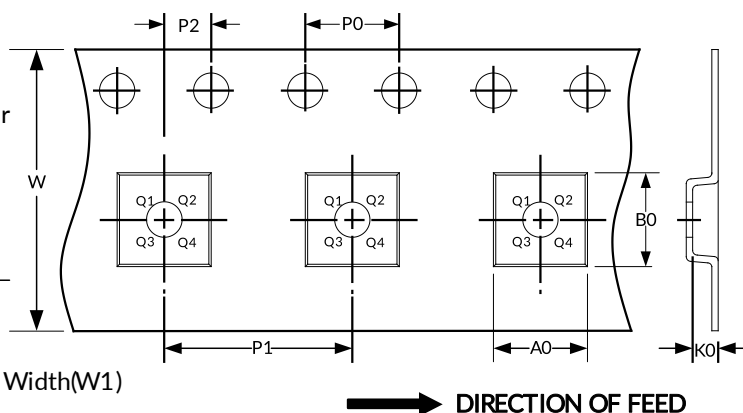 P2
P0
r
W
Q1 Q2
Q3 Q4
Q1 Q2
Q3 Q4
Q1 Q2
Q3 Q4
B0
P1
A0
K0
Width(W1)
DIRECTION OF FEED